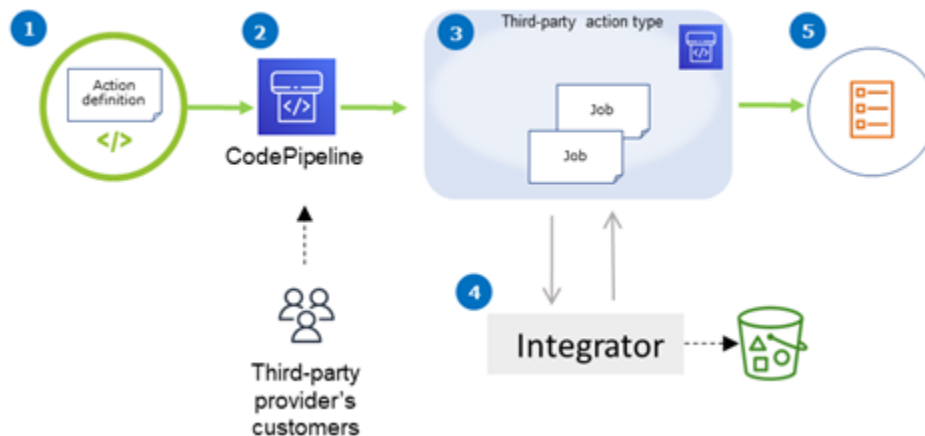 1
Action
definition
</>
2
</>
CodePipeline
3
Third-party action type
</>
Job
Job
5
4
Integrator
Third-party
provider's
customers